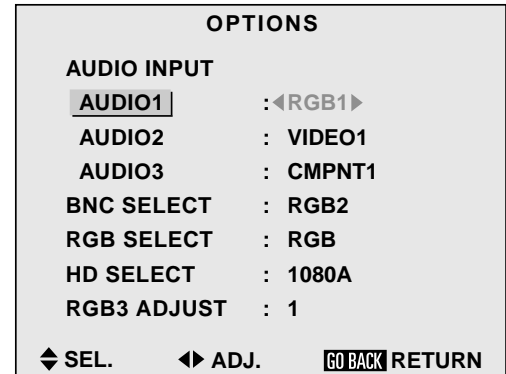 OPTIONS
AUDIO INPUT
AUDIO1 : ◀RGB1▶
AUDIO2 : VIDEO1
AUDIO3 : CMPNT1
BNC SELECT : RGB2
RGB SELECT : RGB
HD SELECT : 1080A
RGB3 ADJUST : 1
▲▼ SEL. ◀▶ ADJ. GO BACK RETURN